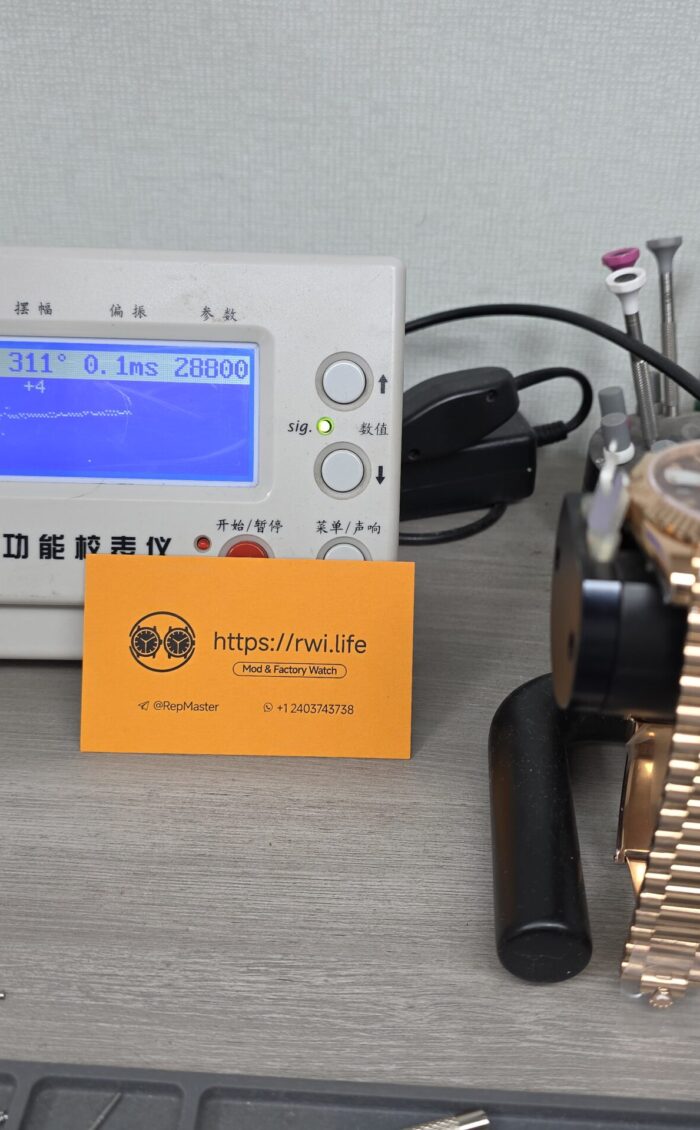 摆幅 偏振 参数
311° 0.1ms 28800
+4
sig. 数值
开始/暂停 菜单/声响
功能校表仪
https://rwi.life
Mod & Factory Watch
@RepMaster +1 2403743738